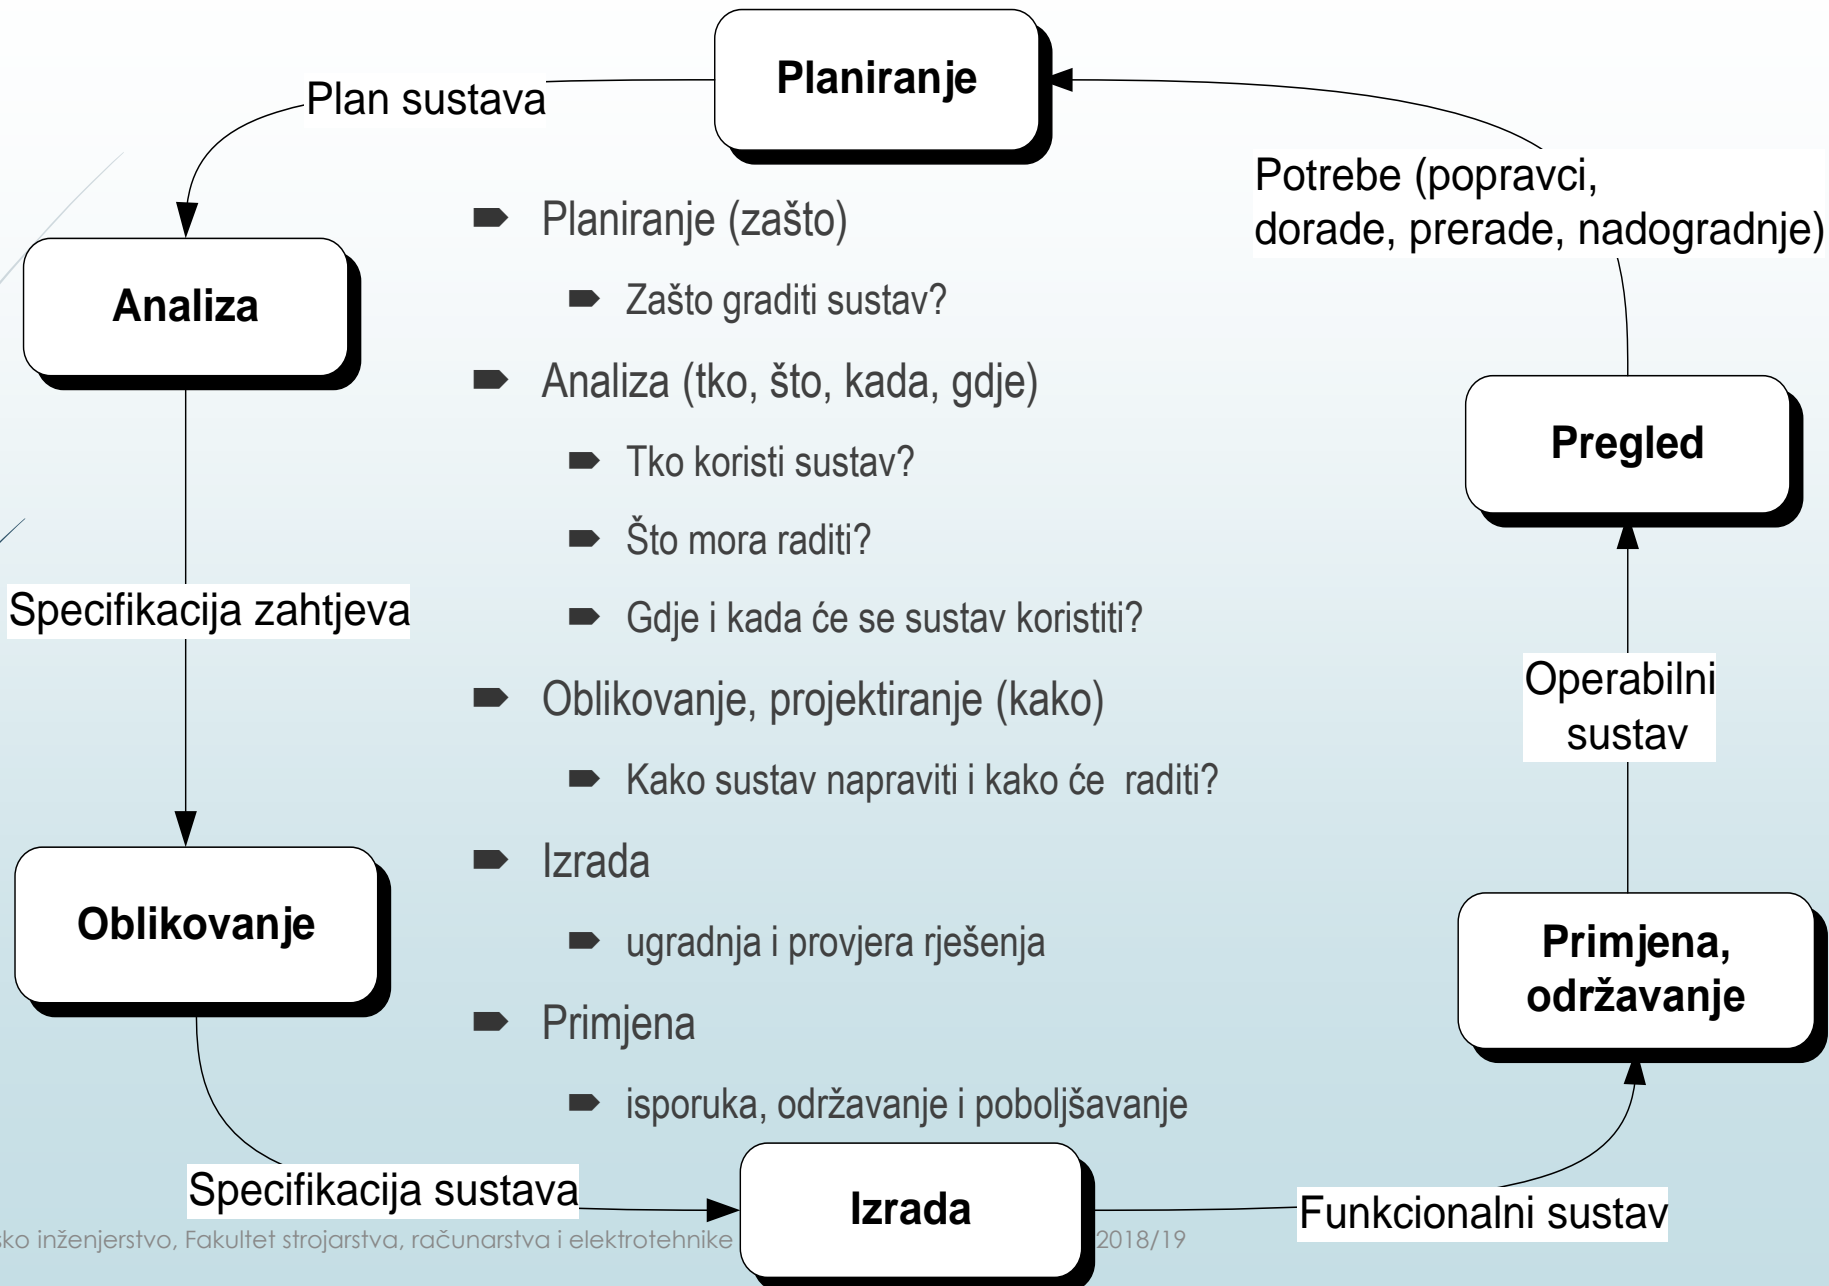 Planiranje
Plan sustava
Potrebe (popravci,
dorade, prerade, nadogradnje)
Analiza
Planiranje (zašto)
Zašto graditi sustav?
Analiza (tko, što, kada, gdje)
Tko koristi sustav?
Što mora raditi?
Gdje i kada će se sustav koristiti?
Oblikovanje, projektiranje (kako)
Kako sustav napraviti i kako će  raditi?
Izrada
ugradnja i provjera rješenja
Primjena
isporuka, održavanje i poboljšavanje
Pregled
Specifikacija zahtjeva
Operabilni
sustav
Oblikovanje
Primjena,
održavanje
Specifikacija sustava
Izrada
Funkcionalni sustav
inženjerstvo, Fakultet strojarstva, računarstva i elektrotehnike 2018/19